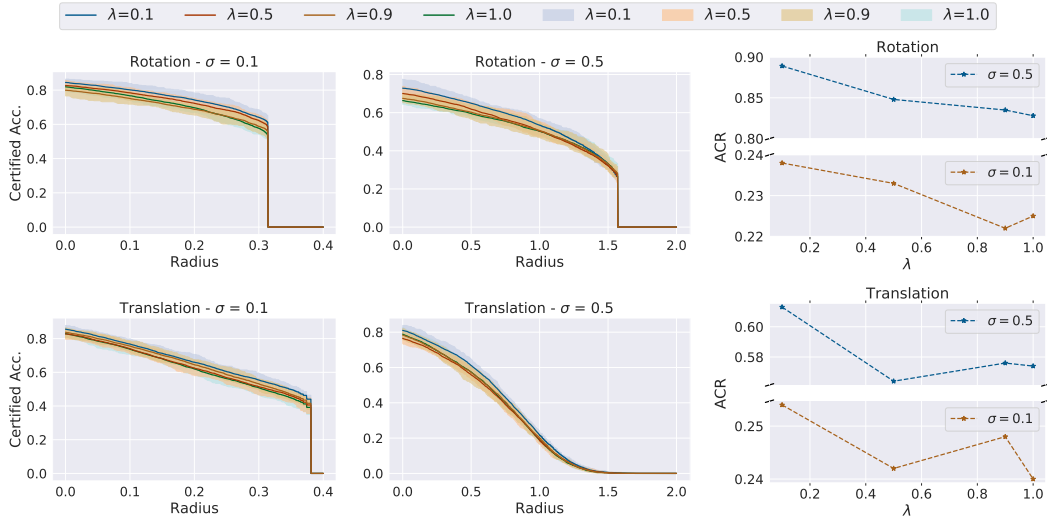 λ=0.1 λ=0.5 λ=0.9 λ=1.0 λ=0.1 λ=0.5 λ=0.9 λ=1.0
Rotation - σ = 0.1
Certified Acc.
0.8
0.6
0.4
0.2
0.0
0.0 0.1 0.2 0.3 0.4
Radius
Rotation - σ = 0.5
0.8
0.6
0.4
0.2
0.0
0.0 0.5 1.0 1.5 2.0
Radius
Rotation
ACR
0.90
0.85
0.80
σ = 0.5
0.24
0.23
0.22
σ = 0.1
0.2 0.4 0.6 0.8 1.0
λ
Translation - σ = 0.1
Certified Acc.
0.8
0.6
0.4
0.2
0.0
0.0 0.1 0.2 0.3 0.4
Radius
Translation - σ = 0.5
0.8
0.6
0.4
0.2
0.0
0.0 0.5 1.0 1.5 2.0
Radius
Translation
ACR
0.60
0.58
σ = 0.5
0.25
0.24
σ = 0.1
0.2 0.4 0.6 0.8 1.0
λ